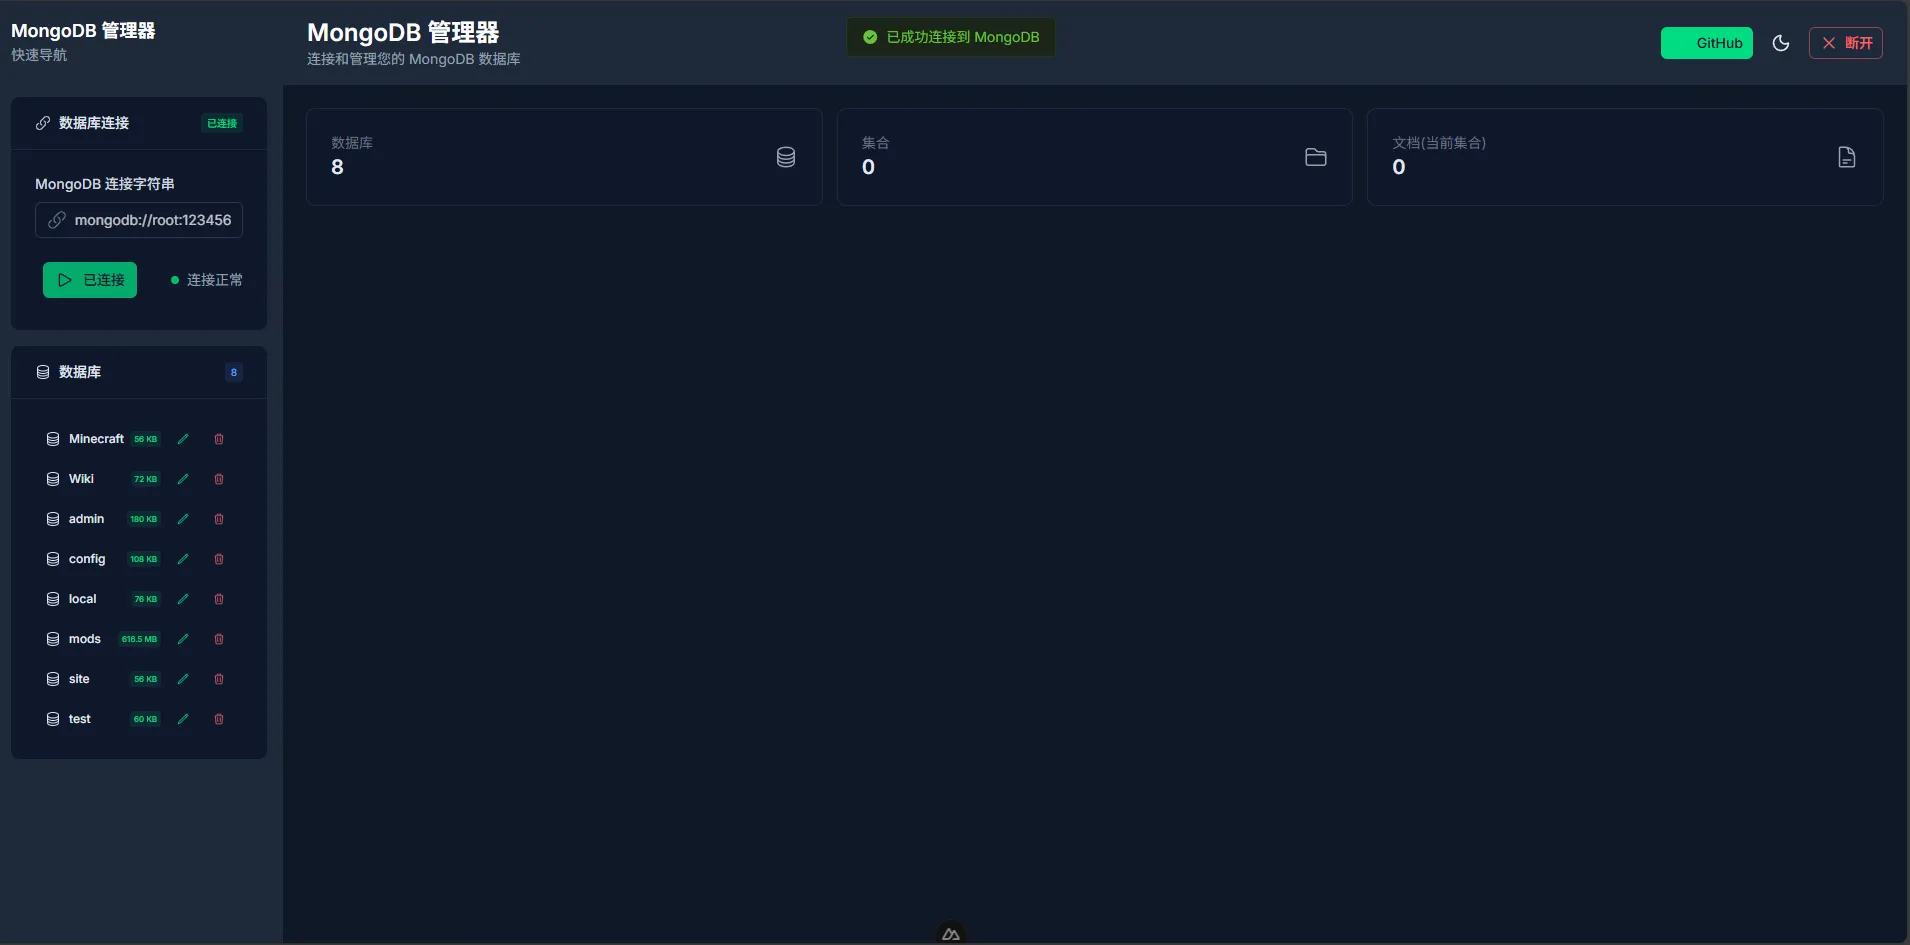 MongoDB 管理器
快速导航
数据库连接
已连接
MongoDB 连接字符串
mongodb://root:123456
已连接
连接正常
数据库
8
Minecraft 56 KB
Wiki 72 KB
admin 180 KB
config 108 KB
local 76 KB
mods 616.5 MB
site 56 KB
test 60 KB
MongoDB 管理器
连接和管理您的 MongoDB 数据库
已成功连接到 MongoDB
GitHub
断开
数据库
8
集合
0
文档(当前集合)
0